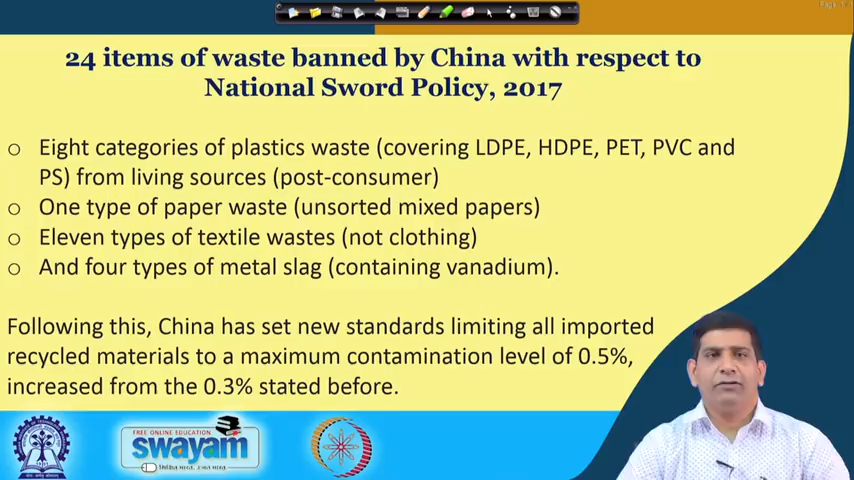 24 items of waste banned by China with respect to
National Sword Policy, 2017
o Eight categories of plastics waste (covering LDPE, HDPE, PET, PVC and
PS) from living sources (post-consumer)
o One type of paper waste (unsorted mixed papers)
o Eleven types of textile wastes (not clothing)
o And four types of metal slag (containing vanadium).
Following this, China has set new standards limiting all imported
recycled materials to a maximum contamination level of 0.5%,
increased from the 0.3% stated before.
FREE ONLINE EDUCATION
swayam